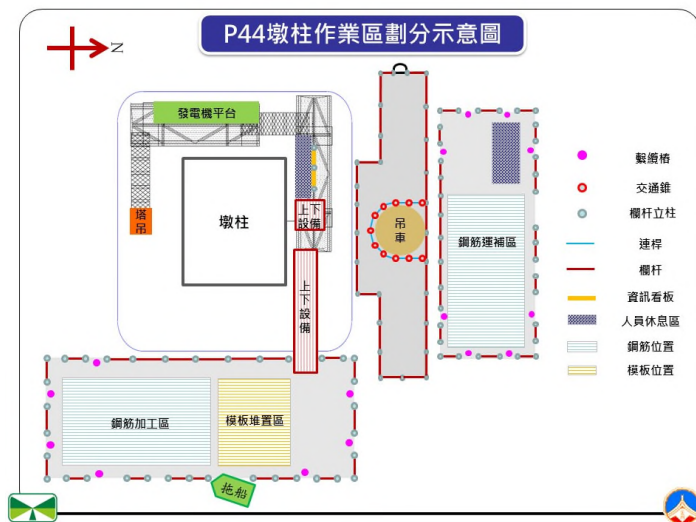 P44墩柱作業區劃分示意圖
N
發電機平台
塔吊
墩柱
上下
設備
上下設備
吊車
鋼筋運補區
鋼筋加工區
模板堆置區
拖船
繫纜樁
交通錐
欄杆立柱
連桿
欄杆
資訊看板
人員休息區
鋼筋位置
模板位置